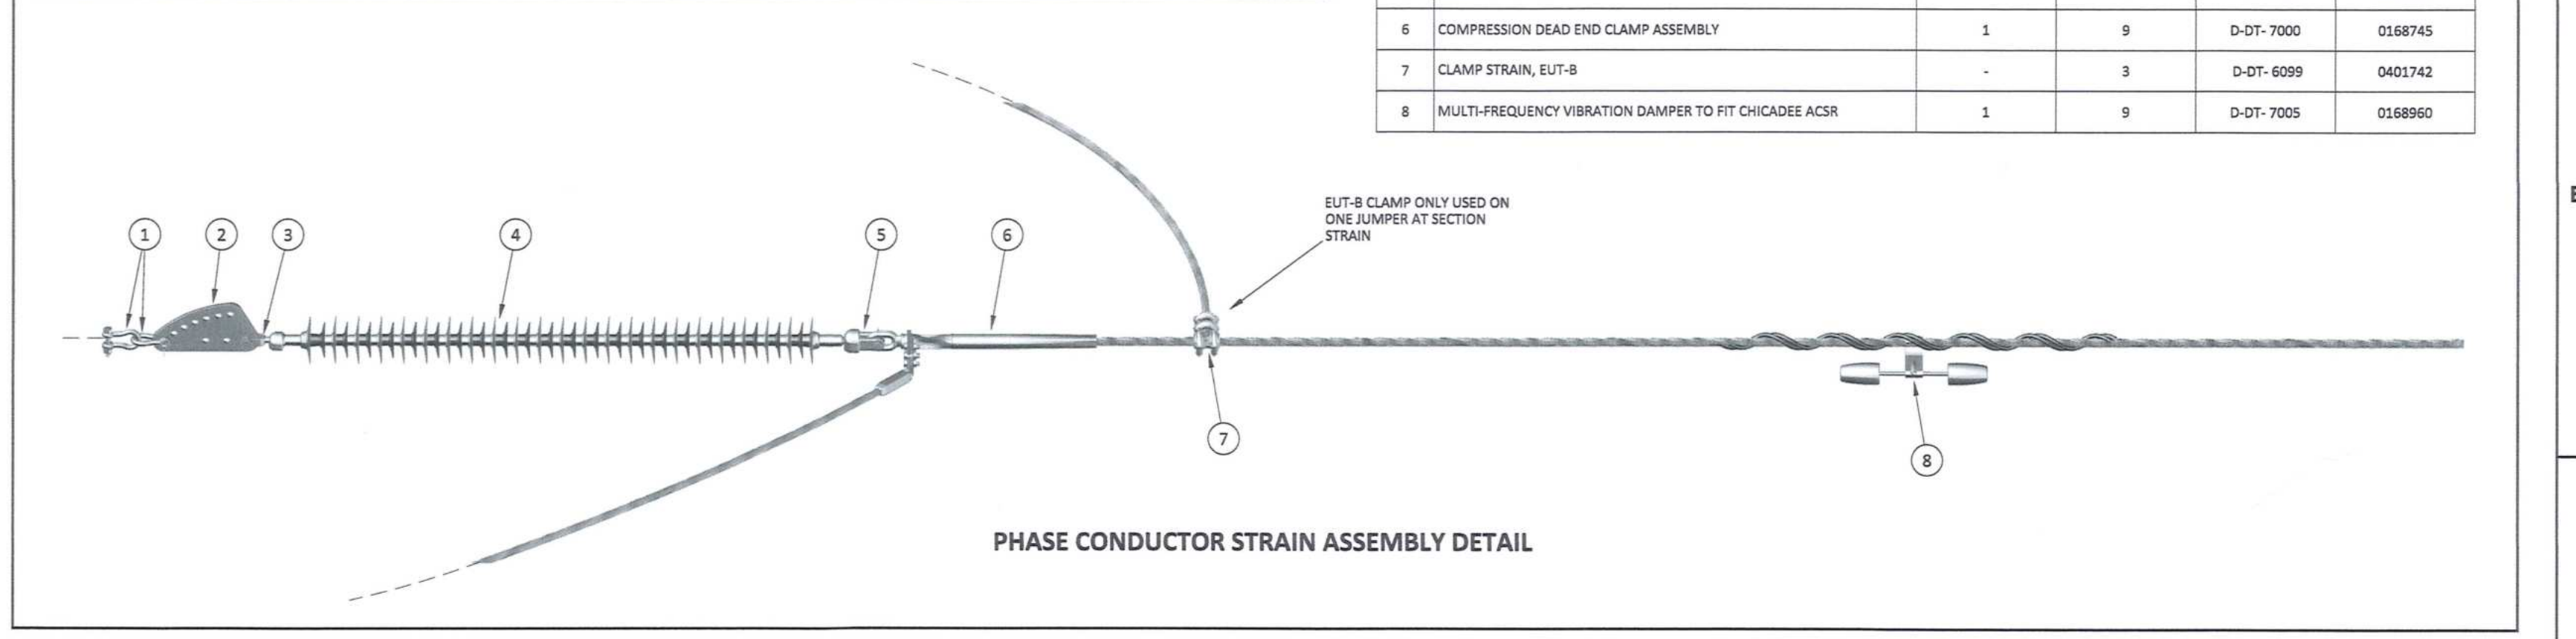 6 COMPRESSION DEAD END CLAMP ASSEMBLY 1 9 D-DT- 7000 0168745
7 CLAMP STRAIN, EUT-B - 3 D-DT- 6099 0401742
8 MULTI-FREQUENCY VIBRATION DAMPER TO FIT CHICADEE ACSR 1 9 D-DT- 7005 0168960
EUT-B CLAMP ONLY USED ON
ONE JUMPER AT SECTION
STRAIN
1 2 3 4 5 6
7
8
PHASE CONDUCTOR STRAIN ASSEMBLY DETAIL